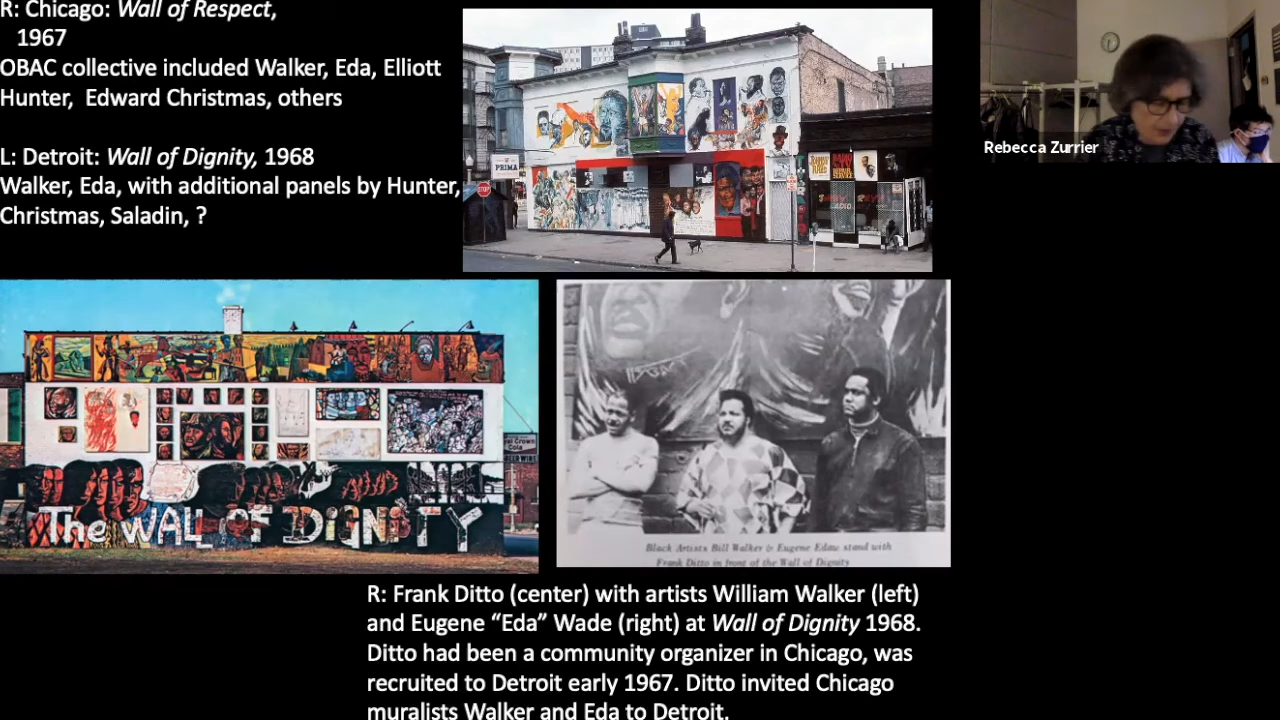 R: Chicago: Wall of Respect,
1967
OBAC collective included Walker, Eda, Elliott
Hunter, Edward Christmas, others
L: Detroit: Wall of Dignity, 1968
Walker, Eda, with additional panels by Hunter,
Christmas, Saladin, ?
PRIMA
STOP
Rebecca Zurrier
The WALL OF DIGNITY
Black Artists Bill Walker & Eugene Edaw stand with
Frank Ditto in front of the Wall of Dignity
R: Frank Ditto (center) with artists William Walker (left)
and Eugene “Eda” Wade (right) at Wall of Dignity 1968.
Ditto had been a community organizer in Chicago, was
recruited to Detroit early 1967. Ditto invited Chicago
muralists Walker and Eda to Detroit.